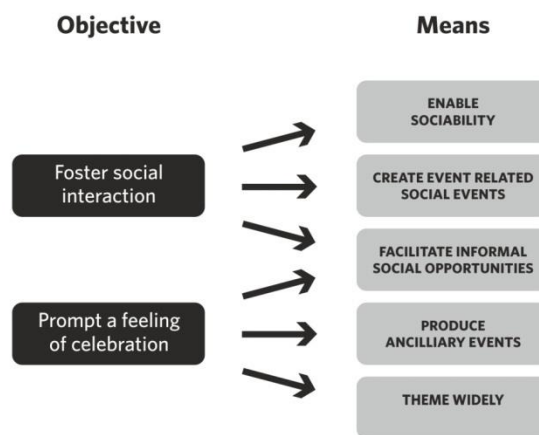 Objective
Means
Foster social
interaction
Prompt a feeling
of celebration
ENABLE
SOCIABILITY
CREATE EVENT RELATED
SOCIAL EVENTS
FACILITATE INFORMAL
SOCIAL OPPORTUNITIES
PRODUCE
ANCILLIARY EVENTS
THEME WIDELY